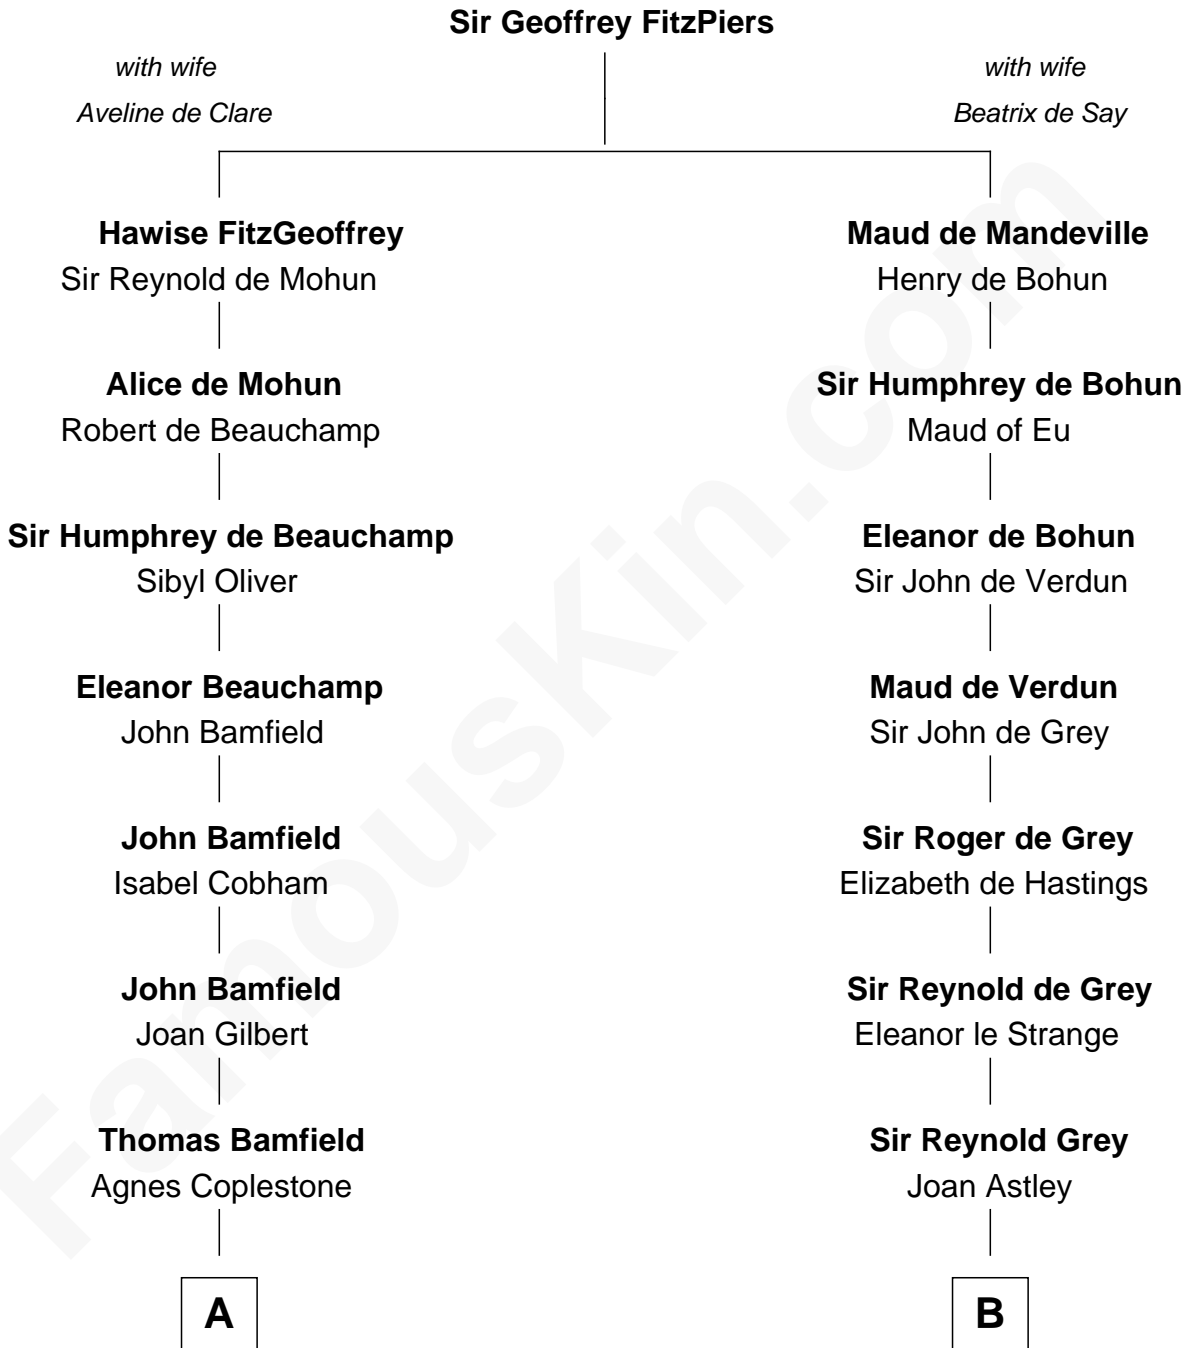 Sir Geoffrey FitzPiers
with wife
Aveline de Clare
with wife
Beatrix de Say
Hawise FitzGeoffrey
Sir Reynold de Mohun
Maud de Mandeville
Henry de Bohun
Alice de Mohun
Robert de Beauchamp
Sir Humphrey de Bohun
Maud of Eu
Sir Humphrey de Beauchamp
Sibyl Oliver
Eleanor de Bohun
Sir John de Verdun
Eleanor Beauchamp
John Bamfield
Maud de Verdun
Sir John de Grey
John Bamfield
Isabel Cobham
Sir Roger de Grey
Elizabeth de Hastings
John Bamfield
Joan Gilbert
Sir Reynold de Grey
Eleanor le Strange
Thomas Bamfield
Agnes Coplestone
Sir Reynold Grey
Joan Astley
A
B
FamousKin.com